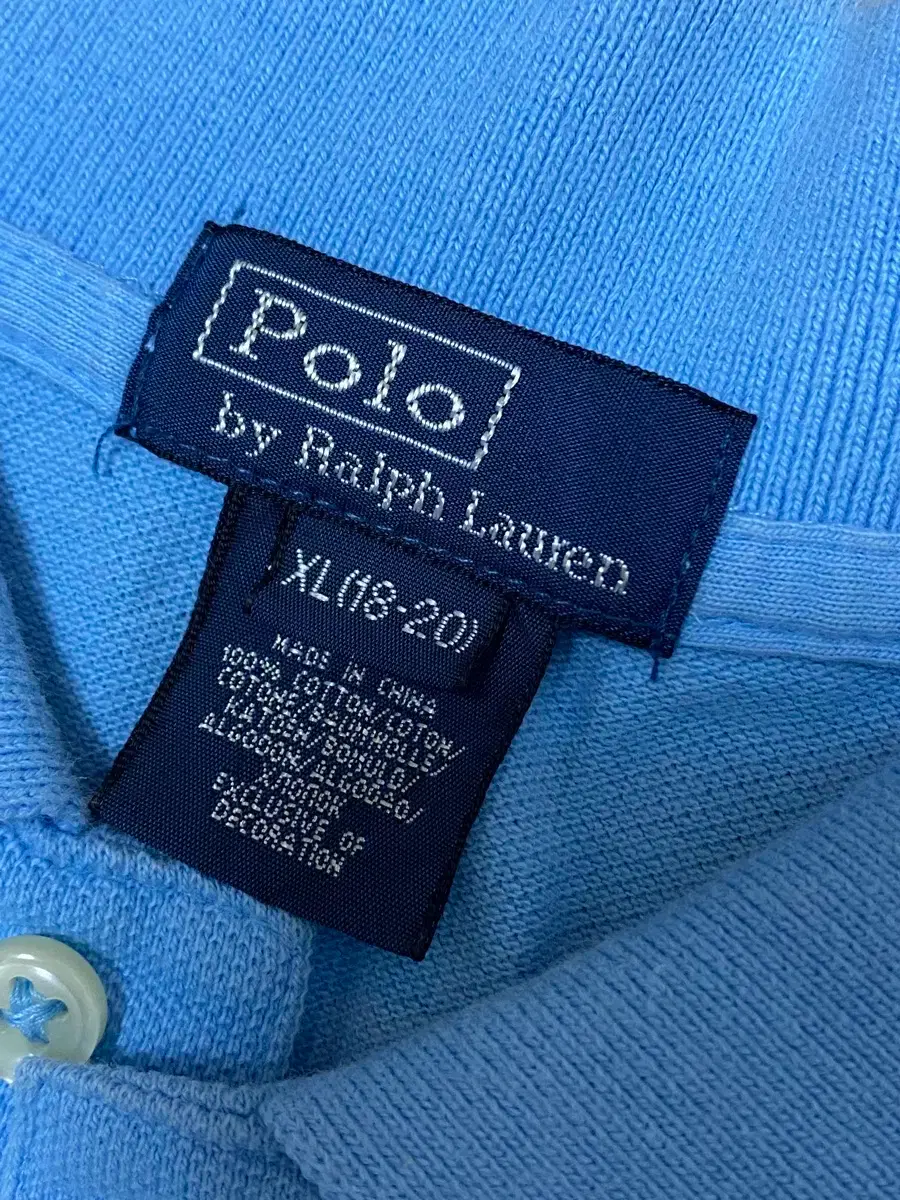 Polo
by Ralph Lauren
XL(18-20)
MADE IN CHINA
100% COTTON/COTON/
COTONE/BAUMWOLLE/
KATOEN/BOMULD/
ALGODON/ALGODÃO/
EXCLUSIVE OF
DECORATION